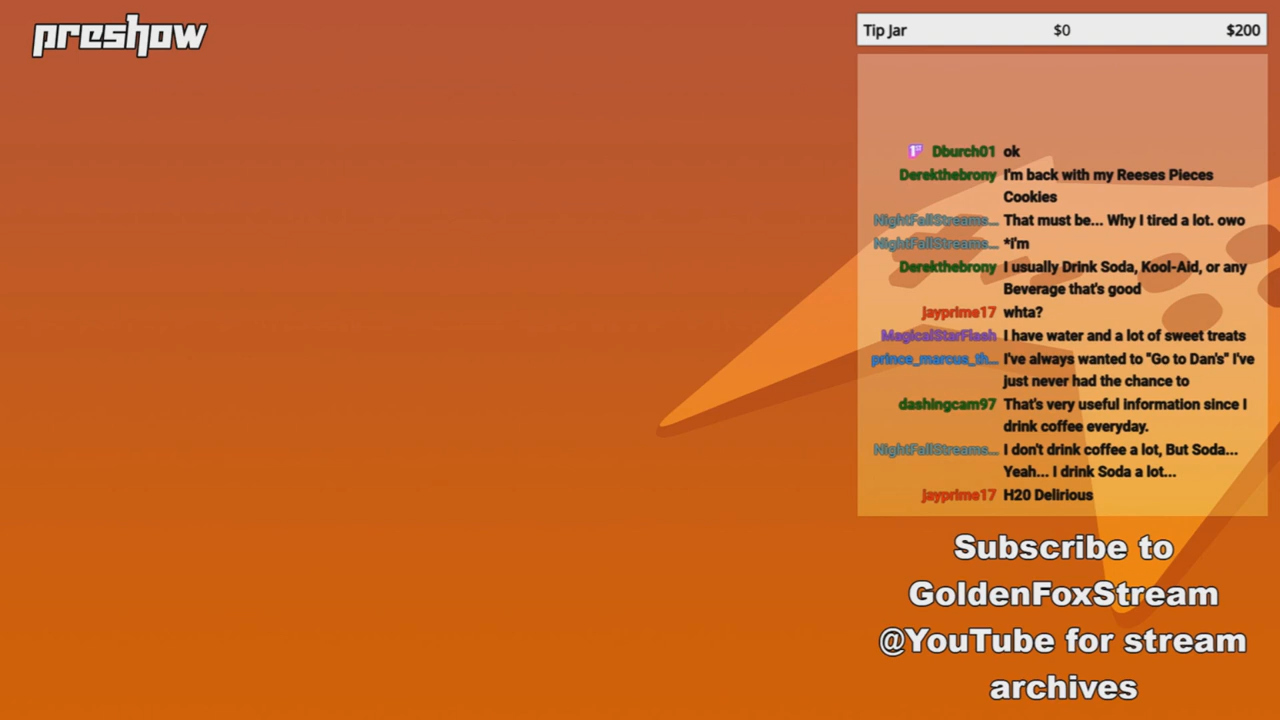 preshow
Tip Jar $0 $200
Dburch01 ok
Derekthebrony I'm back with my Reeses Pieces
Cookies
NightFallStreams... That must be... Why I tired a lot. owo
NightFallStreams... *I'm
Derekthebrony I usually Drink Soda, Kool-Aid, or any
Beverage that's good
jayprime17 whta?
MagicalStarFlash I have water and a lot of sweet treats
prince_marcus_th... I've always wanted to "Go to Dan's" I've
just never had the chance to
dashingcam97 That's very useful information since I
drink coffee everyday.
NightFallStreams... I don't drink coffee a lot, But Soda...
Yeah... I drink Soda a lot...
jayprime17 H20 Delirious
Subscribe to
GoldenFoxStream
@YouTube for stream
archives